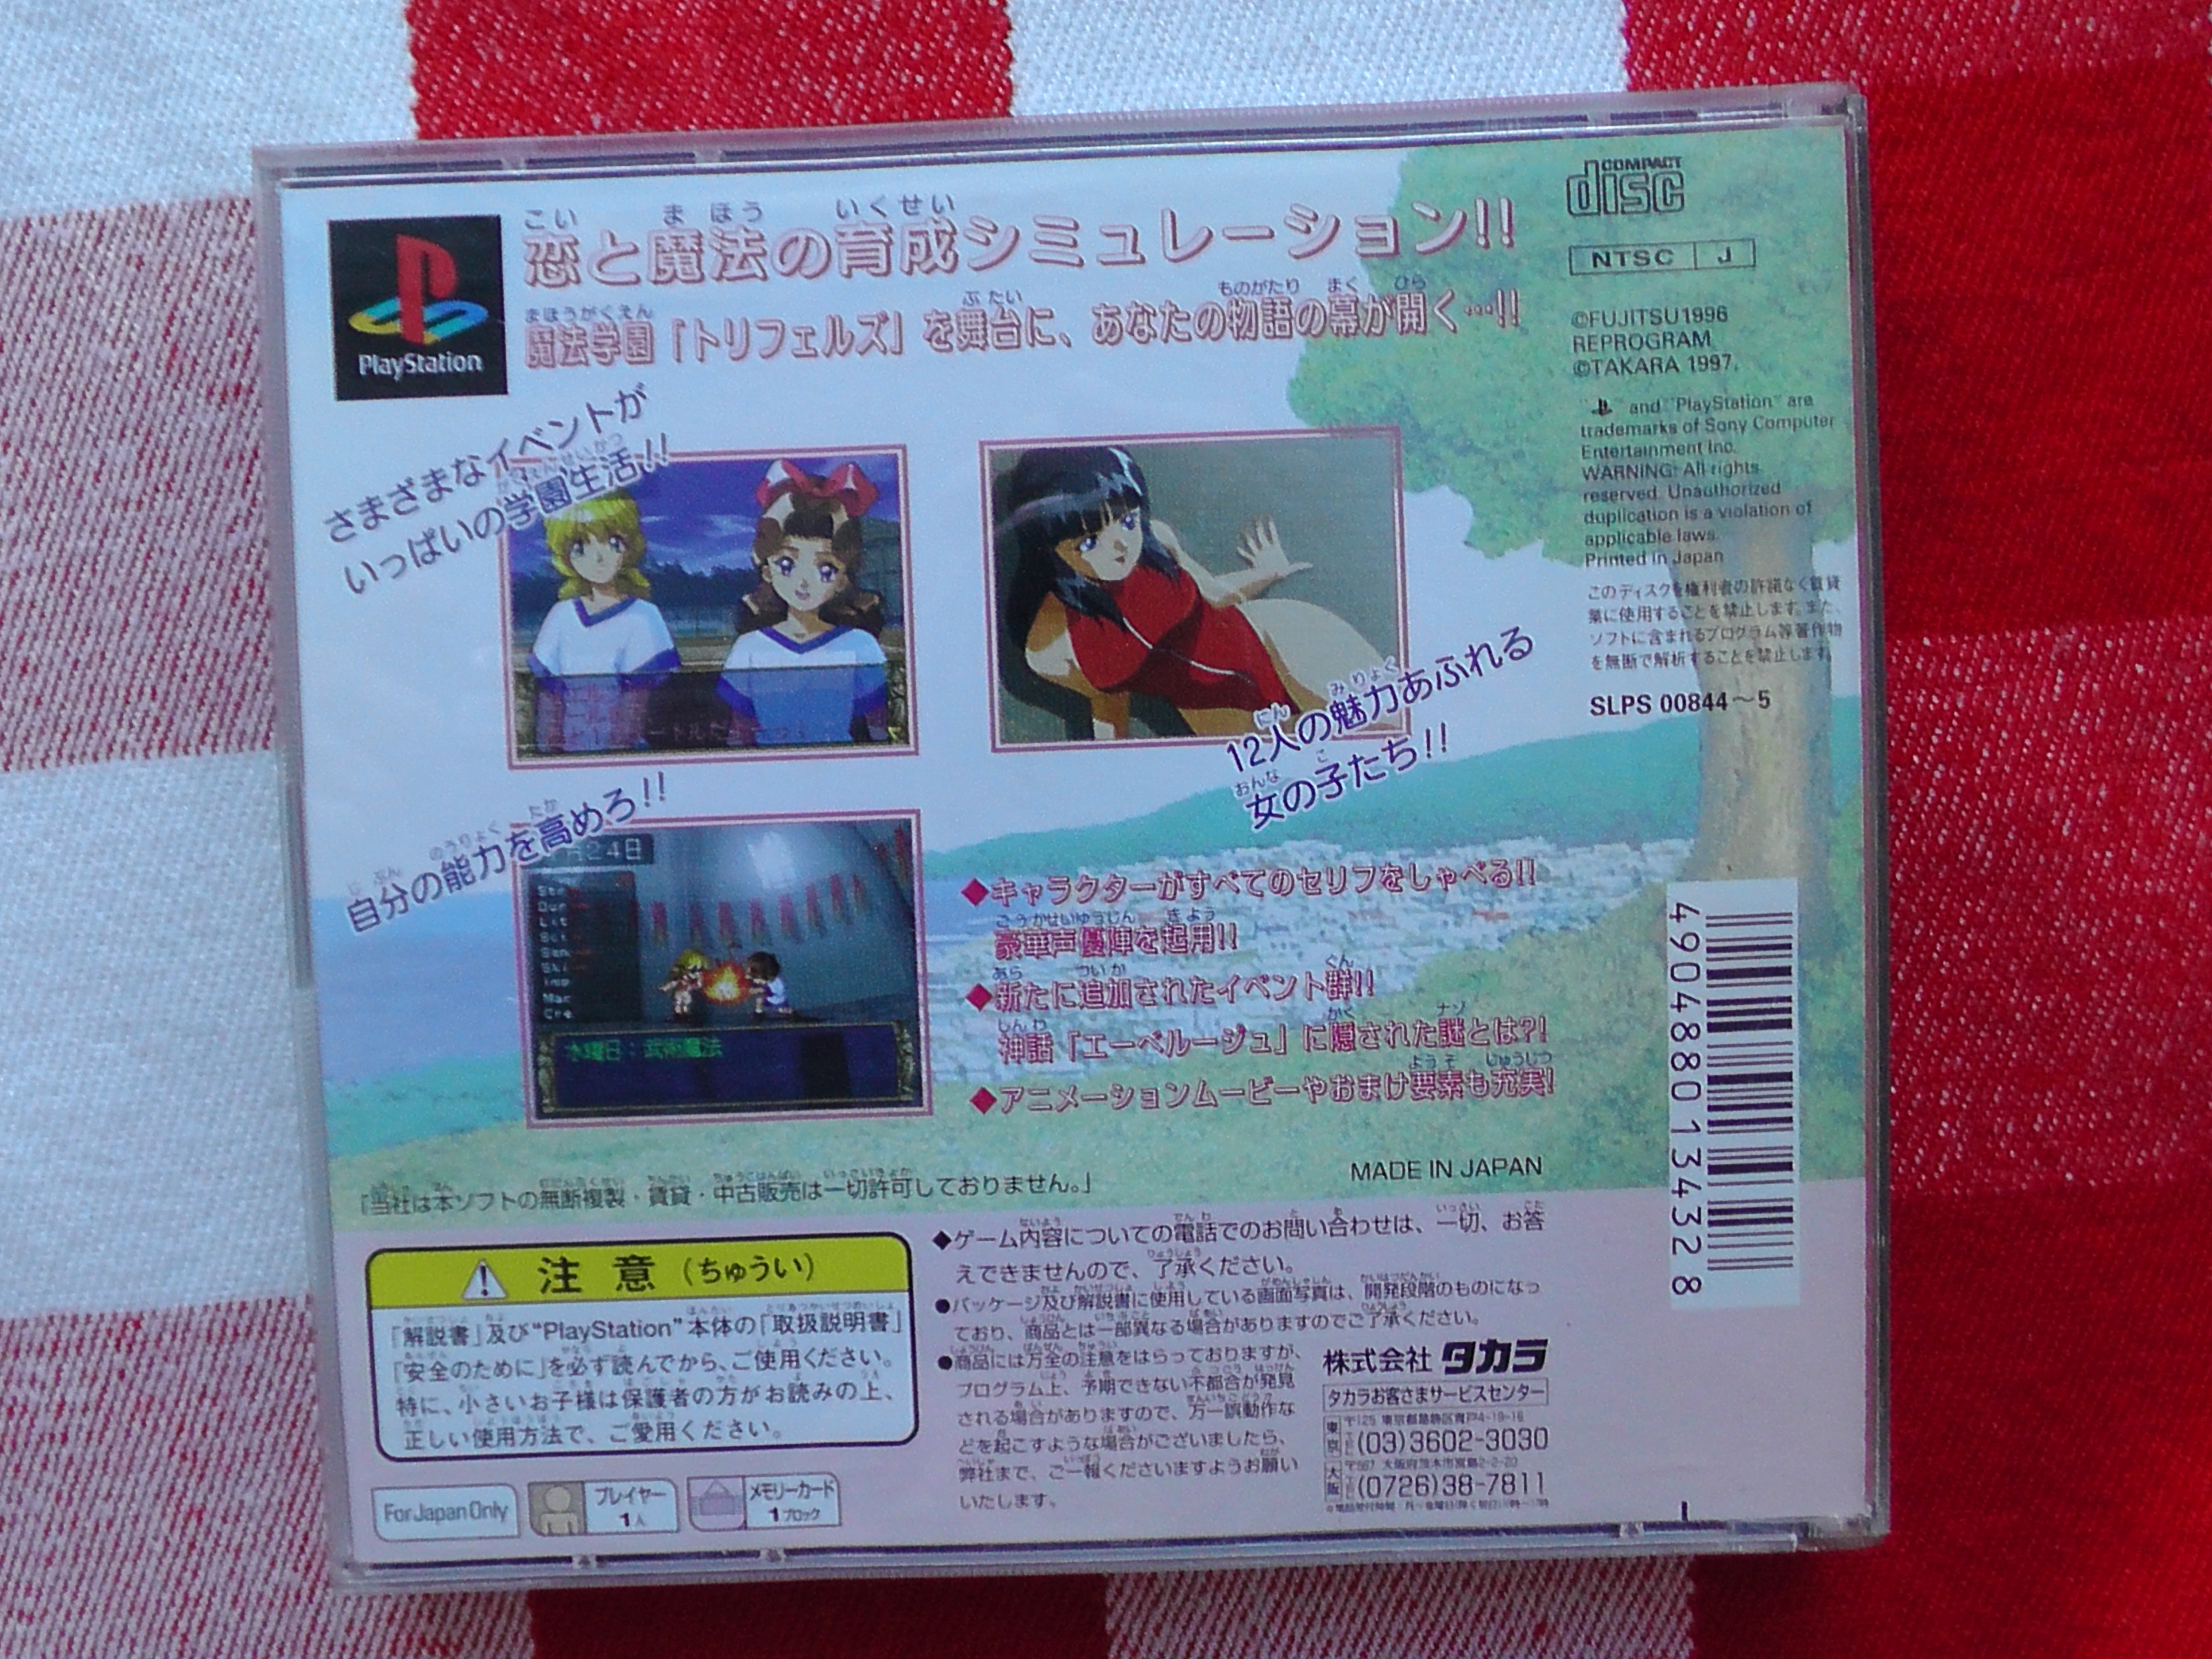 PlayStation
恋と魔法の育成シミュレーション!!
魔法学園「トリフェルズ」を舞台に、あなたの物語の幕が開く…!!
COMPACT
disc
NTSC J
©FUJITSU1996
REPROGRAM
©TAKARA 1997.
" " and "PlayStation" are
trademarks of Sony Computer
Entertainment Inc.
WARNING: All rights
reserved. Unauthorized
duplication is a violation of
applicable laws.
Printed in Japan
このディスクを権利者の許諾なく賃貸
業に使用することを禁止します。また、
ソフトに含まれるプログラム等著作物
を無断で解析することを禁止します。
SLPS 00844～5
さまざまなイベントが
いっぱいの学園生活!!
12人の魅力あふれる
女の子たち!!
自分の能力を高めろ!!
月24日
水曜日:武術魔法
◆キャラクターがすべてのセリフをしゃべる!!
豪華声優陣を起用!!
◆新たに追加されたイベント群!!
神話「エーベルージュ」に隠された謎とは?!
◆アニメーションムービーやおまけ要素も充実!
4904880134328
MADE IN JAPAN
「当社は本ソフトの無断複製・賃貸・中古販売は一切許可しておりません。」
注意(ちゅうい)
「解説書」及び"PlayStation"本体の「取扱説明書」
「安全のために」を必ず読んでから、ご使用ください。
特に、小さいお子様は保護者の方がお読みの上、
正しい使用方法で、ご愛用ください。
For Japan Only
プレイヤー
1人
メモリーカード
1ブロック
◆ゲーム内容についての電話でのお問い合わせは、一切、お答
えできませんので、了承ください。
●パッケージ及び解説書に使用している画面写真は、開発段階のものになっ
ており、商品とは一部異なる場合がありますのでご了承ください。
●商品には万全の注意をはらっておりますが、
プログラム上、予期できない不都合が発見
される場合がありますので、万一誤動作な
どを起こすような場合がございましたら、
弊社まで、ご一報くださいますようお願い
いたします。
株式会社 タカラ
タカラお客さまサービスセンター
東京
〒125 東京都葛飾区青戸4-19-16
(03)3602-3030
大阪
(0726)38-7811